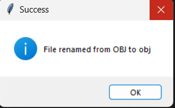 Success
File renamed from OBJ to obj
OK